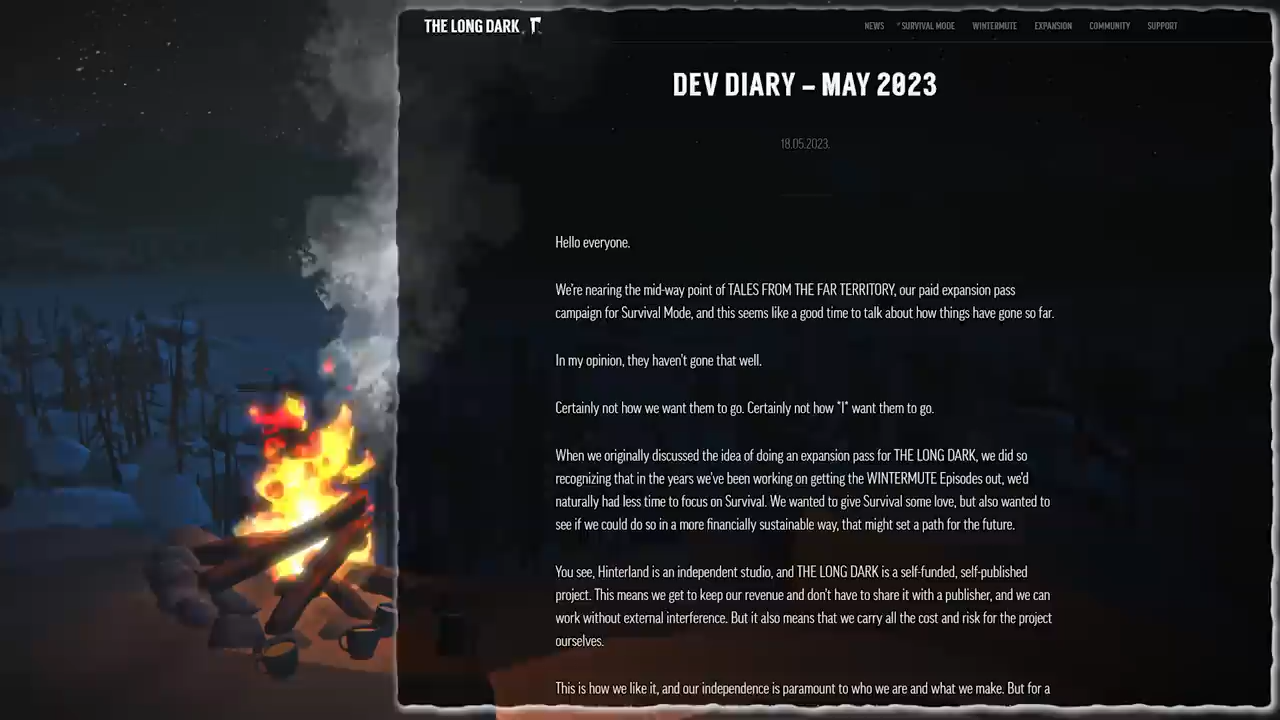 THE LONG DARK
NEWS SURVIVAL MODE WINTERMUTE EXPANSION COMMUNITY SUPPORT
DEV DIARY – MAY 2023
18.05.2023.
Hello everyone.
We're nearing the mid-way point of TALES FROM THE FAR TERRITORY, our paid expansion pass
campaign for Survival Mode, and this seems like a good time to talk about how things have gone so far.
In my opinion, they haven't gone that well.
Certainly not how we want them to go. Certainly not how *I* want them to go.
When we originally discussed the idea of doing an expansion pass for THE LONG DARK, we did so
recognizing that in the years we've been working on getting the WINTERMUTE Episodes out, we'd
naturally had less time to focus on Survival. We wanted to give Survival some love, but also wanted to
see if we could do so in a more financially sustainable way, that might set a path for the future.
You see, Hinterland is an independent studio, and THE LONG DARK is a self-funded, self-published
project. This means we get to keep our revenue and don't have to share it with a publisher, and we can
work without external interference. But it also means that we carry all the cost and risk for the project
ourselves.
This is how we like it, and our independence is paramount to who we are and what we make. But for a